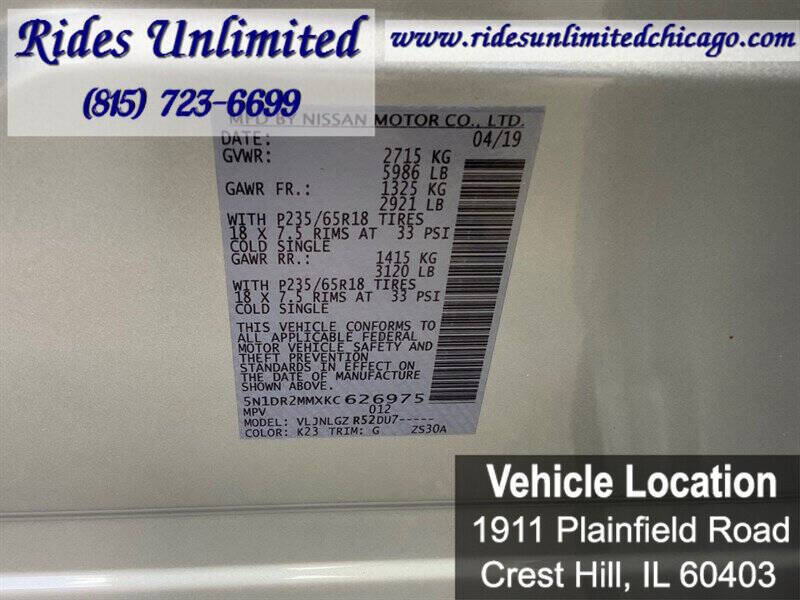 Rides Unlimited
(815) 723-6699
www.ridesunlimitedchicago.com
MFD BY NISSAN MOTOR CO., LTD.
DATE: 04/19
GVWR: 2715 KG
5986 LB
GAWR FR.: 1325 KG
2921 LB
WITH P235/65R18 TIRES
18 X 7.5 RIMS AT 33 PSI
COLD SINGLE
GAWR RR.: 1415 KG
3120 LB
WITH P235/65R18 TIRES
18 X 7.5 RIMS AT 33 PSI
COLD SINGLE
THIS VEHICLE CONFORMS TO
ALL APPLICABLE FEDERAL
MOTOR VEHICLE SAFETY AND
THEFT PREVENTION
STANDARDS IN EFFECT ON
THE DATE OF MANUFACTURE
SHOWN ABOVE.
5N1DR2MMXKC626975
MPV 012
MODEL: VLJNLGZ R52DU7-----
COLOR: K23 TRIM: G ZS30A
Vehicle Location
1911 Plainfield Road
Crest Hill, IL 60403